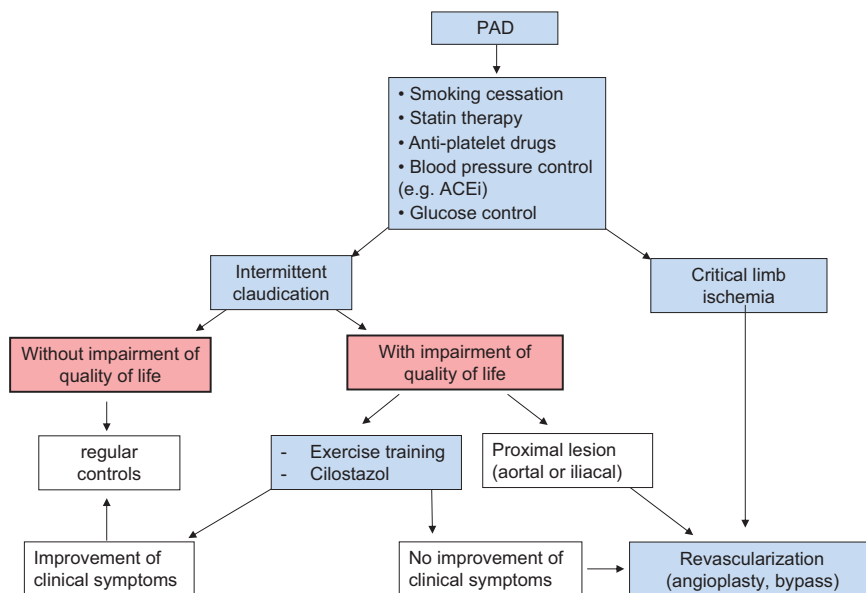 PAD
• Smoking cessation
• Statin therapy
• Anti-platelet drugs
• Blood pressure control
(e.g. ACEi)
• Glucose control
Intermittent
claudication
Critical limb
ischemia
Without impairment of
quality of life
With impairment of
quality of life
regular
controls
- Exercise training
- Cilostazol
Proximal lesion
(aortal or iliacal)
Improvement of
clinical symptoms
No improvement of
clinical symptoms
Revascularization
(angioplasty, bypass)